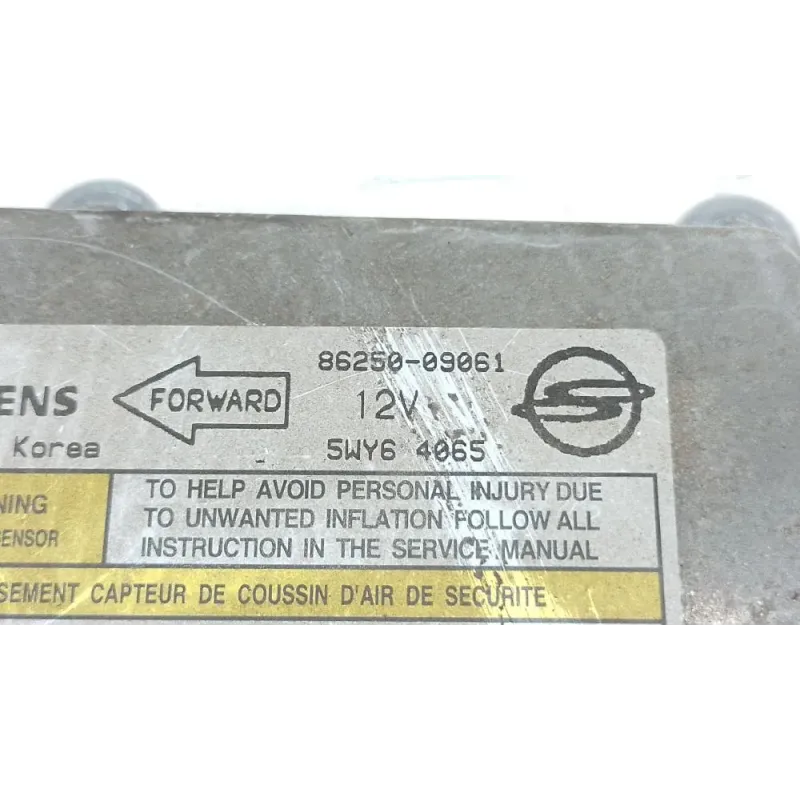 86250-09061
ENS FORWARD 12V
Korea 5WY6 4065
NING TO HELP AVOID PERSONAL INJURY DUE
TO UNWANTED INFLATION FOLLOW ALL
ENSOR INSTRUCTION IN THE SERVICE MANUAL
SEMENT CAPTEUR DE COUSSIN D'AIR DE SECURITE